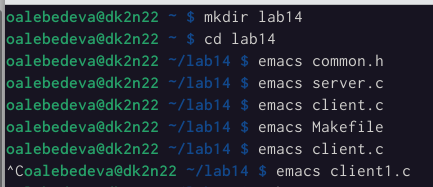 oalebedeva@dk2n22 ~ $ mkdir lab14
oalebedeva@dk2n22 ~ $ cd lab14
oalebedeva@dk2n22 ~/lab14 $ emacs common.h
oalebedeva@dk2n22 ~/lab14 $ emacs server.c
oalebedeva@dk2n22 ~/lab14 $ emacs client.c
oalebedeva@dk2n22 ~/lab14 $ emacs Makefile
oalebedeva@dk2n22 ~/lab14 $ emacs client.c
^Coalebedeva@dk2n22 ~/lab14 $ emacs client1.c